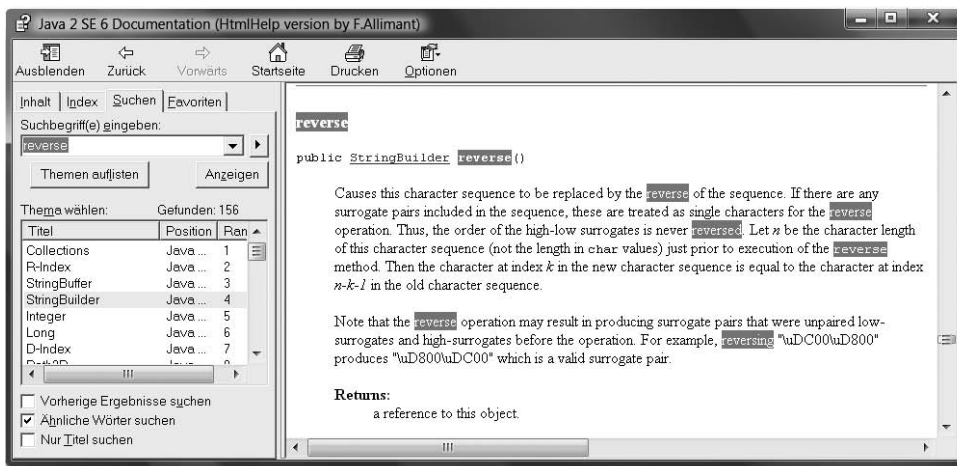 Java 2 SE 6 Documentation (HtmlHelp version by F.Allimant)
Ausblenden Zurück Vorwärts Startseite Drucken Optionen
Inhalt Index Suchen Favoriten
Suchbegriff(e) eingeben:
reverse
Themen auflisten Anzeigen
Thema wählen: Gefunden: 156
Titel Position Ran
Collections Java ... 1
R-Index Java ... 2
StringBuffer Java ... 3
StringBuilder Java ... 4
Integer Java ... 5
Long Java ... 6
D-Index Java ... 7
Vorherige Ergebnisse suchen
Ähnliche Wörter suchen
Nur Titel suchen
reverse
public StringBuilder reverse()
Causes this character sequence to be replaced by the reverse of the sequence. If there are any
surrogate pairs included in the sequence, these are treated as single characters for the reverse
operation. Thus, the order of the high-low surrogates is never reversed. Let n be the character length
of this character sequence (not the length in char values) just prior to execution of the reverse
method. Then the character at index k in the new character sequence is equal to the character at index
n-k-1 in the old character sequence.
Note that the reverse operation may result in producing surrogate pairs that were unpaired low-
surrogates and high-surrogates before the operation. For example, reversing "\uDC00\uD800"
produces "\uD800\uDC00" which is a valid surrogate pair.
Returns:
a reference to this object.